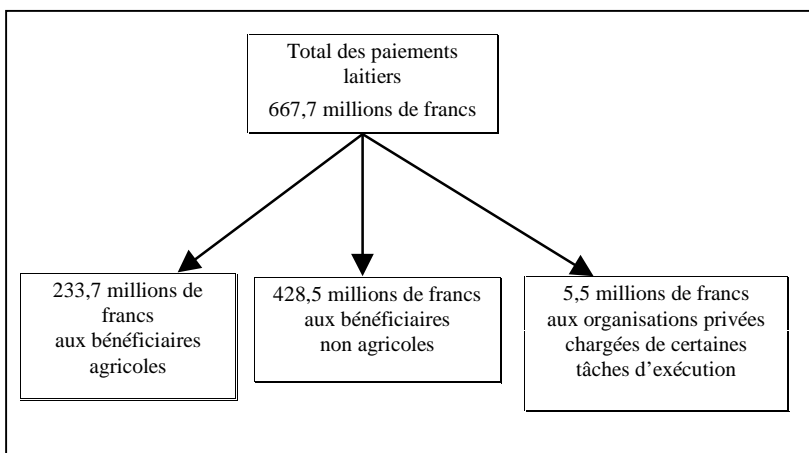 Total des paiements
laitiers
667,7 millions de francs
233,7 millions de
francs
aux bénéficiaires
agricoles
428,5 millions de francs
aux bénéficiaires
non agricoles
5,5 millions de francs
aux organisations privées
chargées de certaines
tâches d’exécution